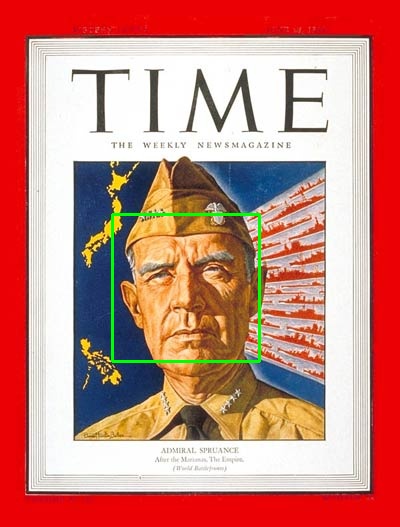 TIME
THE WEEKLY NEWSMAGAZINE
ADMIRAL SPRUANCE
After the Marianas, The Empire.
(World Battlefronts)